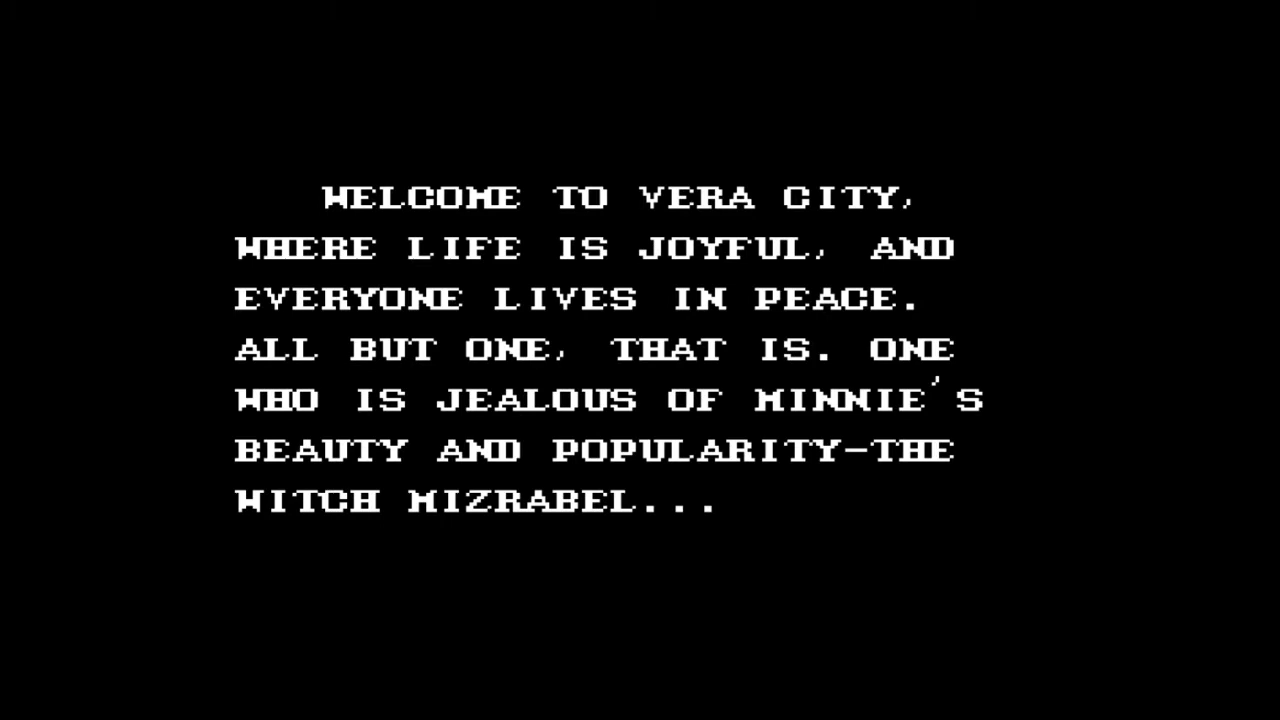 WELCOME TO VERA CITY,
WHERE LIFE IS JOYFUL, AND
EVERYONE LIVES IN PEACE.
ALL BUT ONE, THAT IS. ONE
WHO IS JEALOUS OF MINNIE'S
BEAUTY AND POPULARITY-THE
WITCH MIZRABEL...